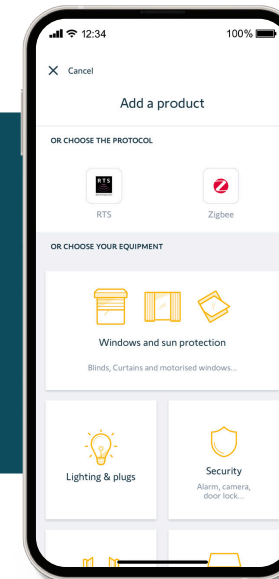 12:34
100%
Cancel
Add a product
OR CHOOSE THE PROTOCOL
RTS
RTS
Zigbee
OR CHOOSE YOUR EQUIPMENT
Windows and sun protection
Blinds, Curtains and motorised windows...
Lighting & plugs
Security
Alarm, camera,
door lock...